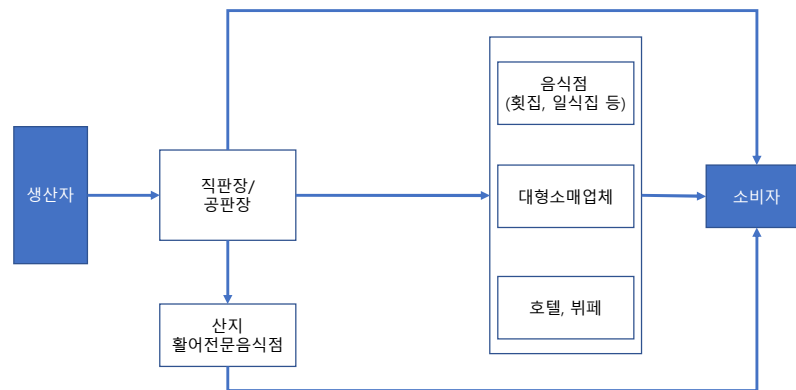 생산자
직판장/
공판장
산지
활어전문음식점
음식점
(횟집, 일식집 등)
대형소매업체
호텔, 뷔페
소비자